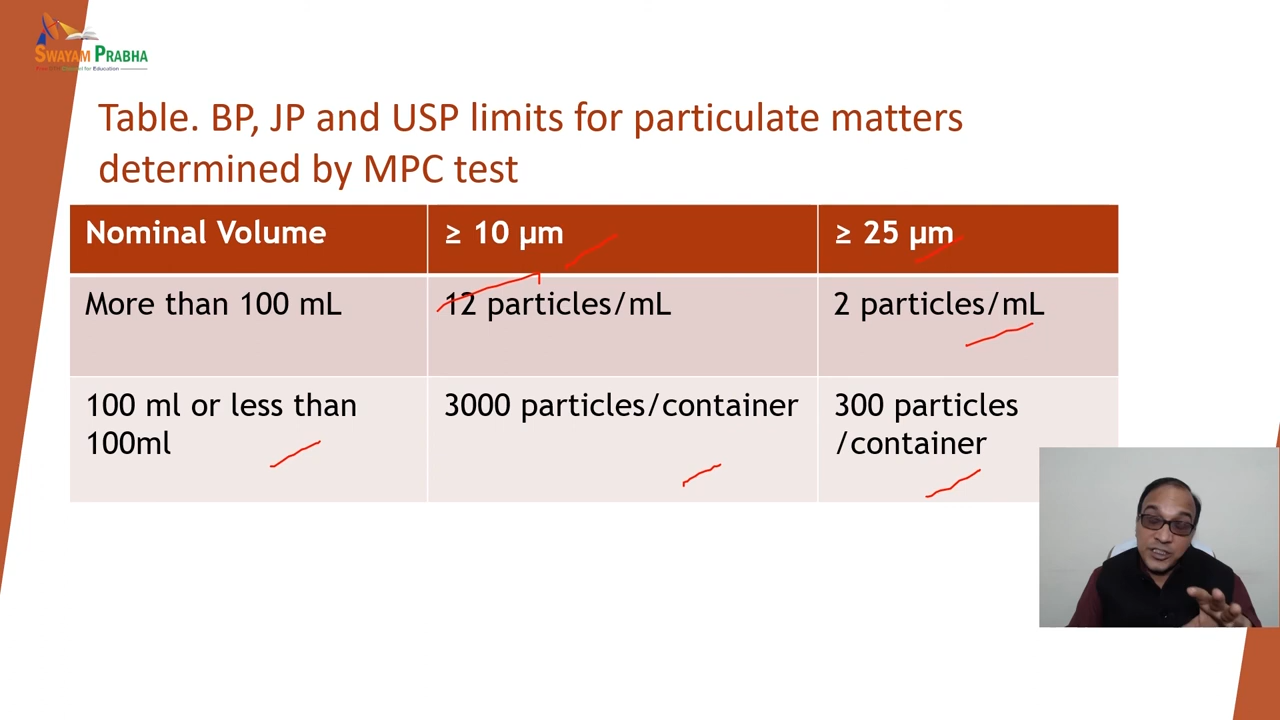 SWAYAM PRABHA
Table. BP, JP and USP limits for particulate matters
determined by MPC test
Nominal Volume
≥ 10 µm
≥ 25 µm
More than 100 mL
12 particles/mL
2 particles/mL
100 ml or less than
100ml
3000 particles/container
300 particles
/container